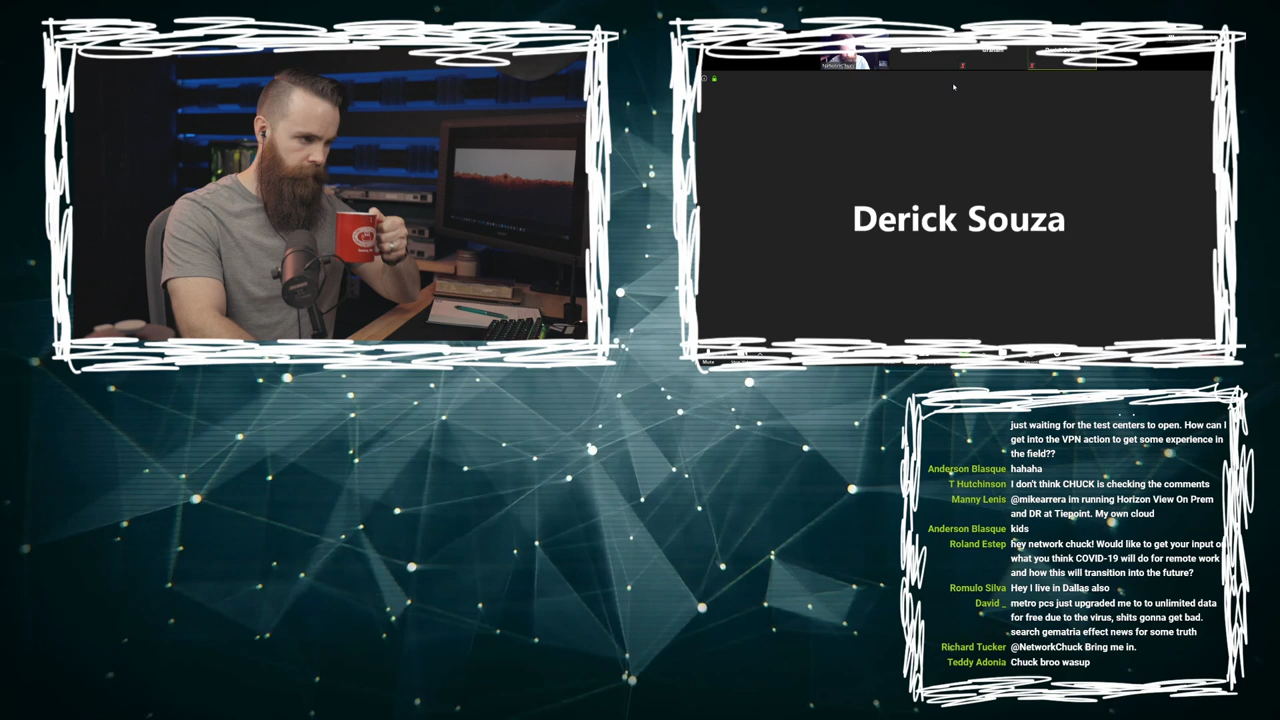 Derick Souza
Mute
just waiting for the test centers to open. How can I
get into the VPN action to get some experience in
the field??
Anderson Blasque hahaha
T Hutchinson I don't think CHUCK is checking the comments
Manny Lenis @mikearrera im running Horizon View On Prem
and DR at Tiepoint. My own cloud
Anderson Blasque kids
Roland Estep hey network chuck! Would like to get your input
what you think COVID-19 will do for remote work
and how this will transition into the future?
Romulo Silva Hey I live in Dallas also
David _ metro pcs just upgraded me to to unlimited data
for free due to the virus, shits gonna get bad.
search gematria effect news for some truth
Richard Tucker @NetworkChuck Bring me in.
Teddy Adonia Chuck broo wasup